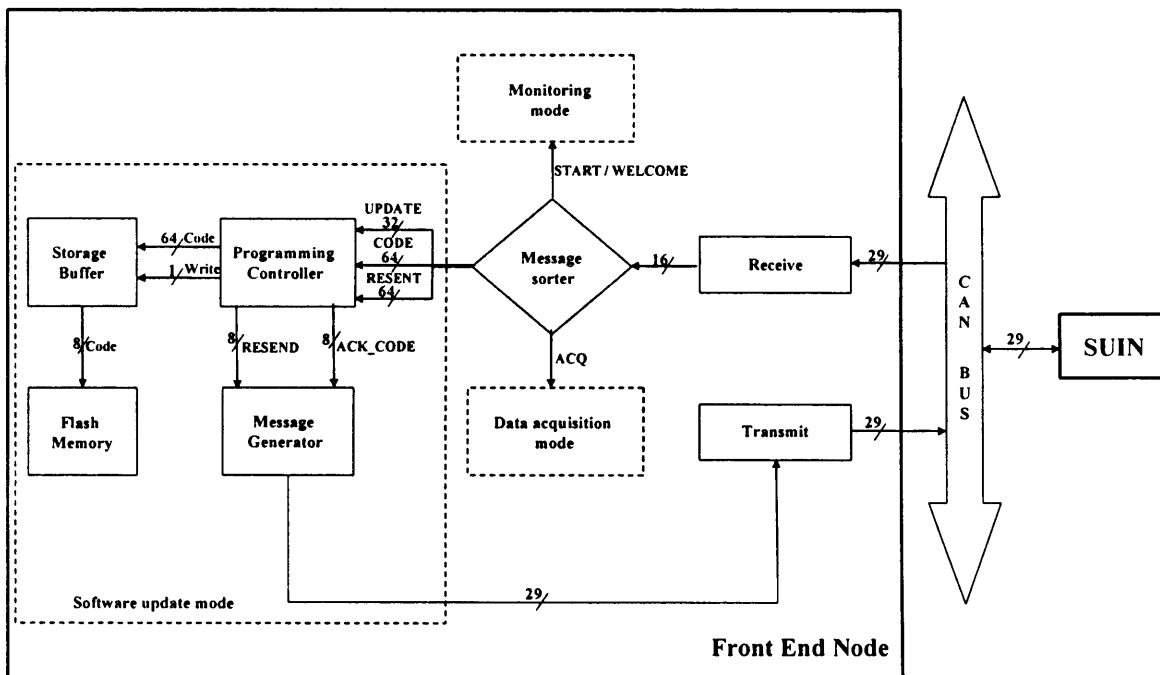 Monitoring
mode
START / WELCOME
UPDATE
32
CODE
64
RESENT
64
Storage
Buffer
64 Code
1 Write
Programming
Controller
Message
sorter
16
Receive
29
CAN BUS
29
SUIN
8 Code
8 RESEND
8 ACK_CODE
ACQ
Flash
Memory
Message
Generator
Data acquisition
mode
Transmit
29
Software update mode
29
Front End Node